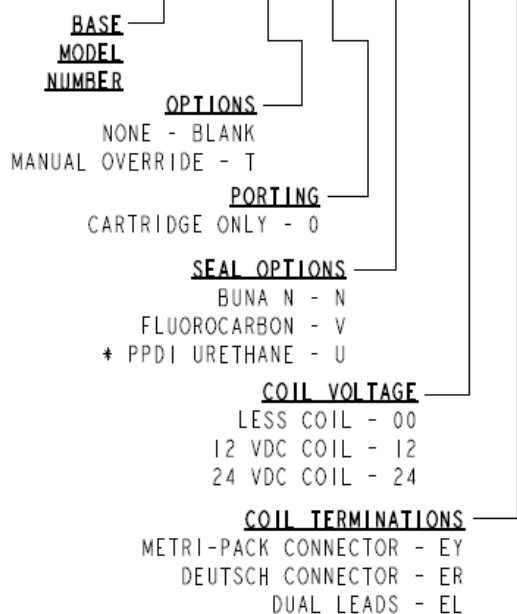 BASE
MODEL
NUMBER
OPTIONS
NONE - BLANK
MANUAL OVERRIDE - T
PORTING
CARTRIDGE ONLY - 0
SEAL OPTIONS
BUNA N - N
FLUOROCARBON - V
* PPDI URETHANE - U
COIL VOLTAGE
LESS COIL - 00
12 VDC COIL - 12
24 VDC COIL - 24
COIL TERMINATIONS
METRI-PACK CONNECTOR - EY
DEUTSCH CONNECTOR - ER
DUAL LEADS - EL